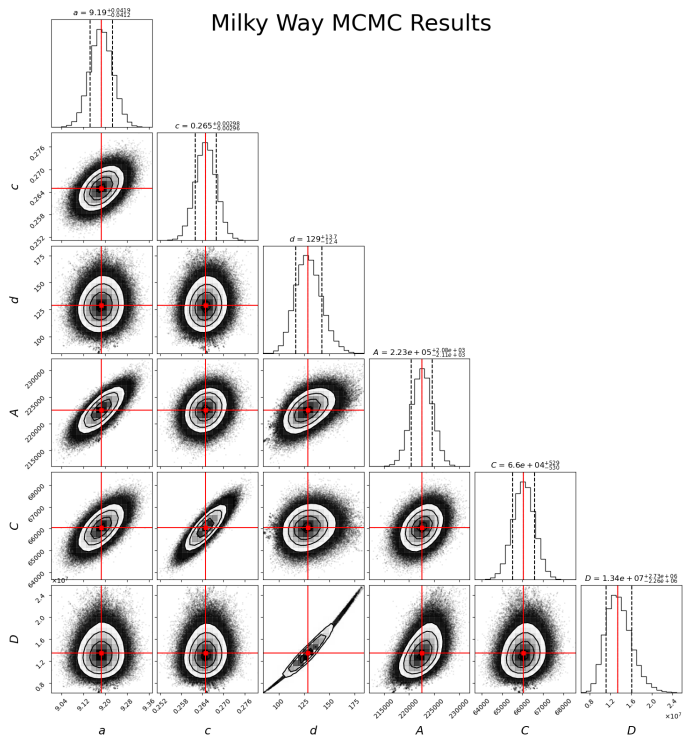 Milky Way MCMC Results
a = 9.19+0.0419−0.0412
c = 0.265+0.00298−0.00296
0.276
0.270
0.264
0.258
0.252
c
d = 129+13.7−12.4
175
150
125
100
d
A = 2.23e+05+2.08e+03−2.11e+03
230000
225000
220000
215000
A
C = 6.6e+04+529−530
68000
67000
66000
65000
64000
C
D = 1.34e+07+2.73e+06−2.26e+06
×10⁷
2.4
2.0
1.6
1.2
0.8
D
9.04 9.12 9.20 9.28 9.36
0.252 0.258 0.264 0.270 0.276
100 125 150 175
215000 220000 225000 230000
64000 65000 66000 67000 68000
0.8 1.2 1.6 2.0 2.4
×10⁷
a c d A C D